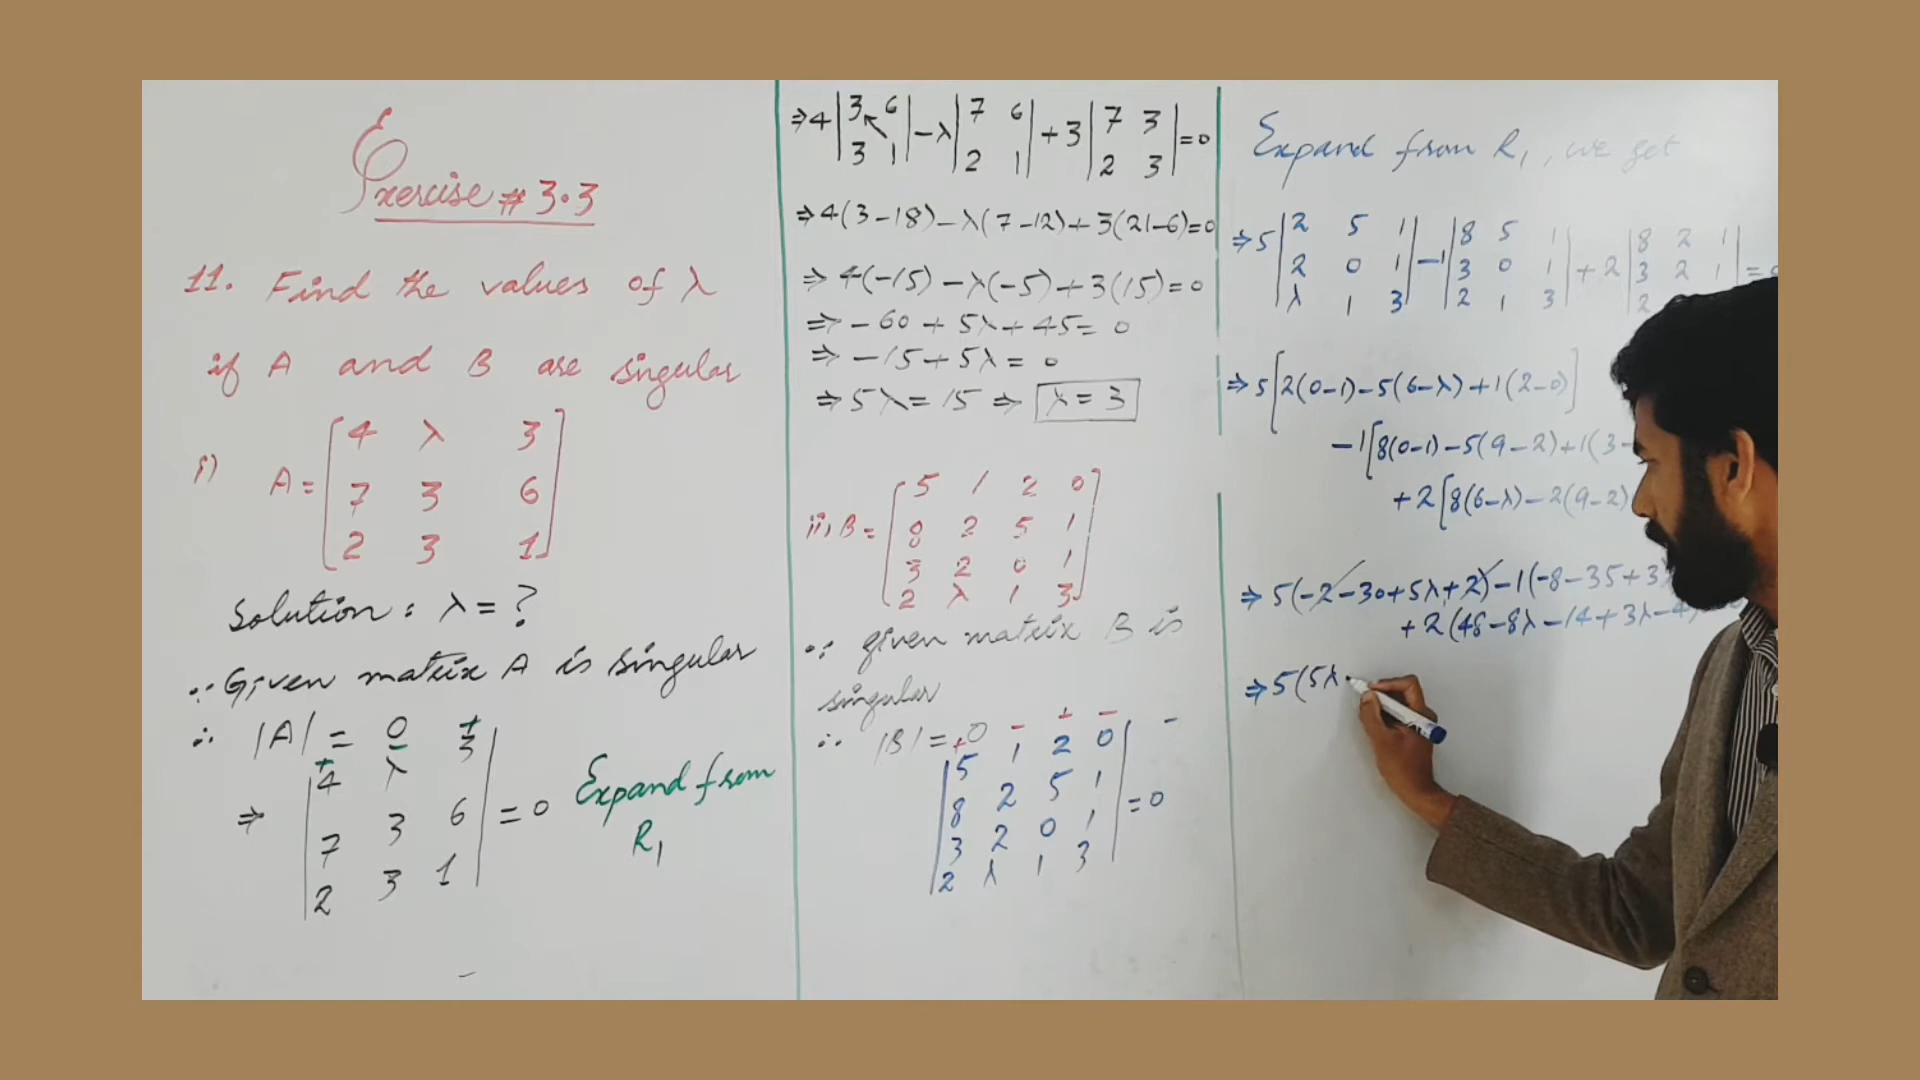 Exercise # 3.3
11. Find the values of λ
if A and B are singular
i) A = [4 λ 3
7 3 6
2 3 1]
Solution: λ = ?
∵ Given matrix A is singular
∴ |A| = 0
+ − +
⇒ |4 λ 3
7 3 6
2 3 1| = 0 Expand from R₁
⇒ 4 |3 6
3 1| − λ |7 6
2 1| + 3 |7 3
2 3| = 0
⇒ 4(3−18) − λ(7−12) + 3(21−6) = 0
⇒ 4(−15) − λ(−5) + 3(15) = 0
⇒ −60 + 5λ + 45 = 0
⇒ −15 + 5λ = 0
⇒ 5λ = 15 ⇒ λ = 3
ii) B = [5 1 2 0
8 2 5 1
3 2 0 1
2 λ 1 3]
∵ given matrix B is
singular
∴ |B| = 0
+ − + −
|5 1 2 0
8 2 5 1
3 2 0 1
2 λ 1 3| = 0
Expand from R₁, we get
⇒ 5 |2 5 1
2 0 1
λ 1 3| − 1 |8 5 1
3 0 1
2 1 3| + 2 |8 2 1
3 2 1
2
⇒ 5[2(0−1) − 5(6−λ) + 1(2−0)]
− 1[8(0−1) − 5(9−2) + 1(3−
+ 2[8(6−λ) − 2(9−2)
⇒ 5(−2−30+5λ+2) − 1(−8−35+3)
+ 2(48−8λ−14+3λ−4)
⇒ 5(5λ